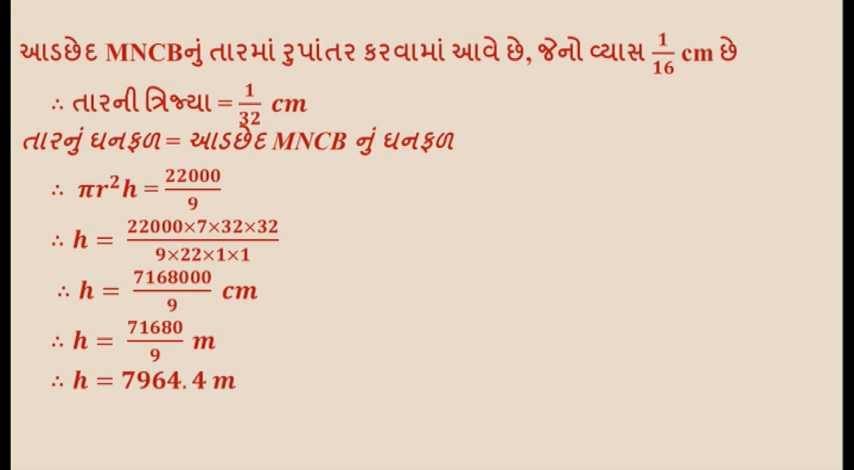 આડછેદ MNCBનું તારમાં રુપાંતર કરવામાં આવે છે, જેનો વ્યાસ 1/16 cm છે
∴ તારની ત્રિજ્યા = 1/32 cm
તારનું ઘનફળ = આડછેદ MNCB નું ઘનફળ
∴ πr²h = 22000/9
∴ h = 22000×7×32×32/9×22×1×1
∴ h = 7168000/9 cm
∴ h = 71680/9 m
∴ h = 7964.4 m